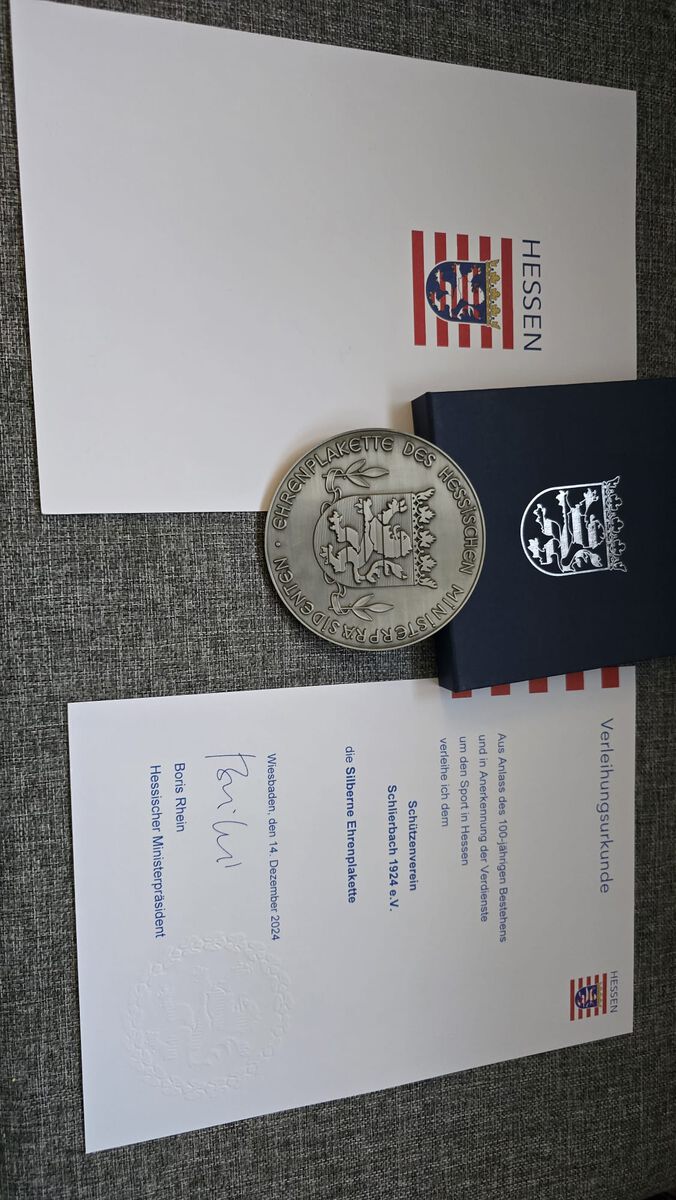 HESSEN
EHRENPLAKETTE DES HESSISCHEN MINISTERPRÄSIDENTEN ·
HESSEN
Verleihungsurkunde
Aus Anlass des 100-jährigen Bestehens
und in Anerkennung der Verdienste
um den Sport in Hessen
verleihe ich dem
Schützenverein
Schlierbach 1924 e.V.
die Silberne Ehrenplakette
Wiesbaden, den 14. Dezember 2024
Boris Rhein
Hessischer Ministerpräsident